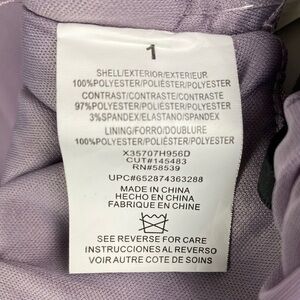 1
SHELL/EXTERIOR/EXTERIEUR
100%POLYESTER/POLIÉSTER/POLYESTER
CONTRAST/CONTRASTE/CONTRASTE
97%POLYESTER/POLIÉSTER/POLYESTER
3%SPANDEX/ELASTANO/SPANDEX
LINING/FORRO/DOUBLURE
100%POLYESTER/POLIÉSTER/POLYESTER
X35707H956D
CUT#145483
RN#58539
UPC#652874363288
MADE IN CHINA
HECHO EN CHINA
FABRIQUE EN CHINE
SEE REVERSE FOR CARE
INSTRUCCIONES AL REVERSO
VOIR AUTRE COTE DE SOINS